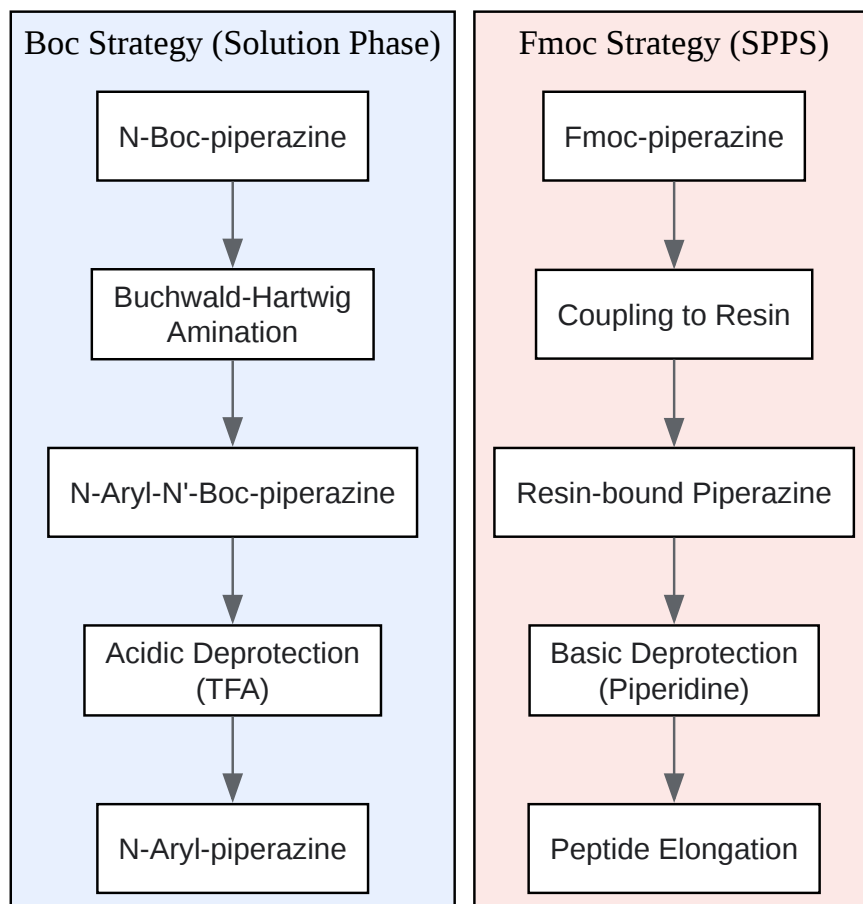 Boc Strategy (Solution Phase)
N-Boc-piperazine
Buchwald-Hartwig
Amination
N-Aryl-N'-Boc-piperazine
Acidic Deprotection
(TFA)
N-Aryl-piperazine
Fmoc Strategy (SPPS)
Fmoc-piperazine
Coupling to Resin
Resin-bound Piperazine
Basic Deprotection
(Piperidine)
Peptide Elongation